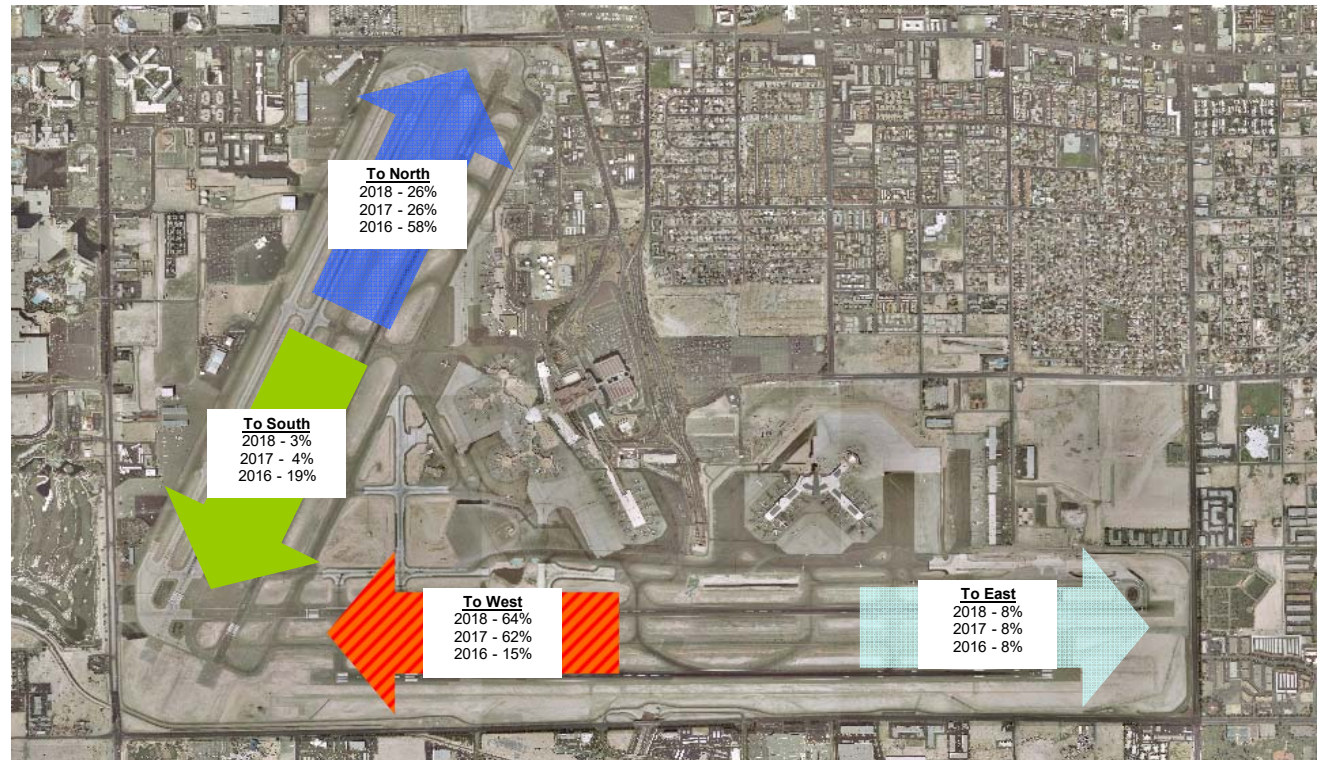 To North
2018 - 26%
2017 - 26%
2016 - 58%
To South
2018 - 3%
2017 -  4%
2016 - 19%
To West
2018 - 64%
2017 - 62%
2016 - 15%
To East
2018 - 8%
2017 - 8%
2016 - 8%